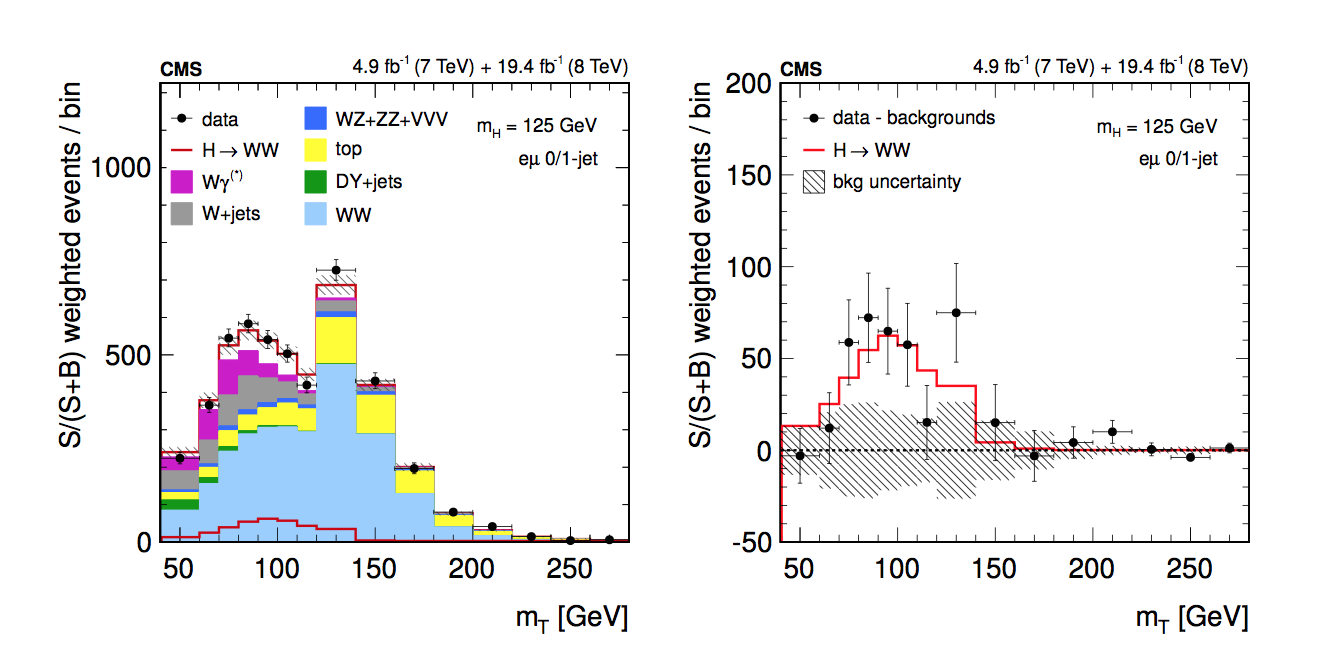 CMS 4.9 fb⁻¹ (7 TeV) + 19.4 fb⁻¹ (8 TeV)
S/(S+B) weighted events / bin
data
H → WW
Wγ⁽*⁾
W+jets
WZ+ZZ+VVV
top
DY+jets
WW
m_H = 125 GeV
eμ 0/1-jet
1000
500
0
50 100 150 200 250
m_T [GeV]
CMS 4.9 fb⁻¹ (7 TeV) + 19.4 fb⁻¹ (8 TeV)
S/(S+B) weighted events / bin
data - backgrounds
H → WW
bkg uncertainty
m_H = 125 GeV
eμ 0/1-jet
200
150
100
50
0
-50
50 100 150 200 250
m_T [GeV]